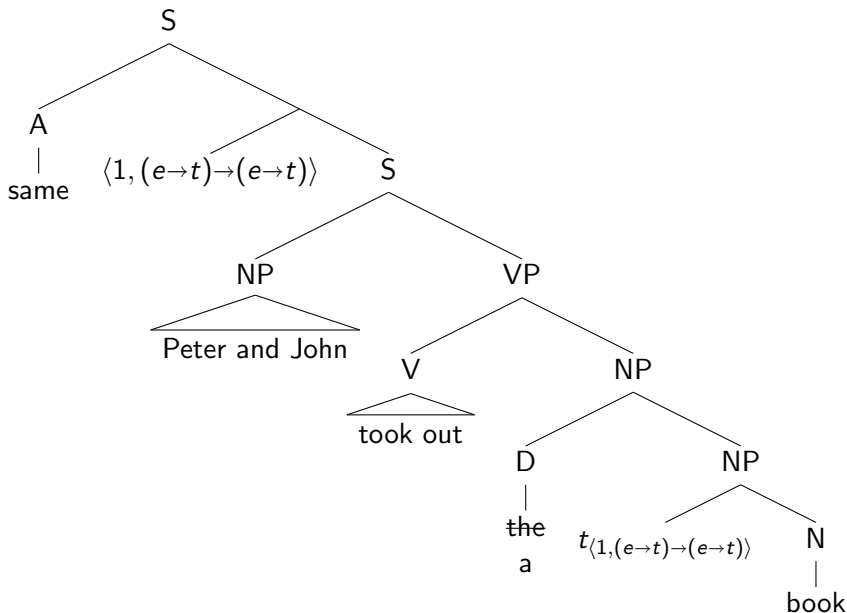 S
A
same
⟨1, (e→t)→(e→t)⟩
S
NP
Peter and John
VP
V
took out
NP
D
the
a
NP
t⟨1,(e→t)→(e→t)⟩
N
book